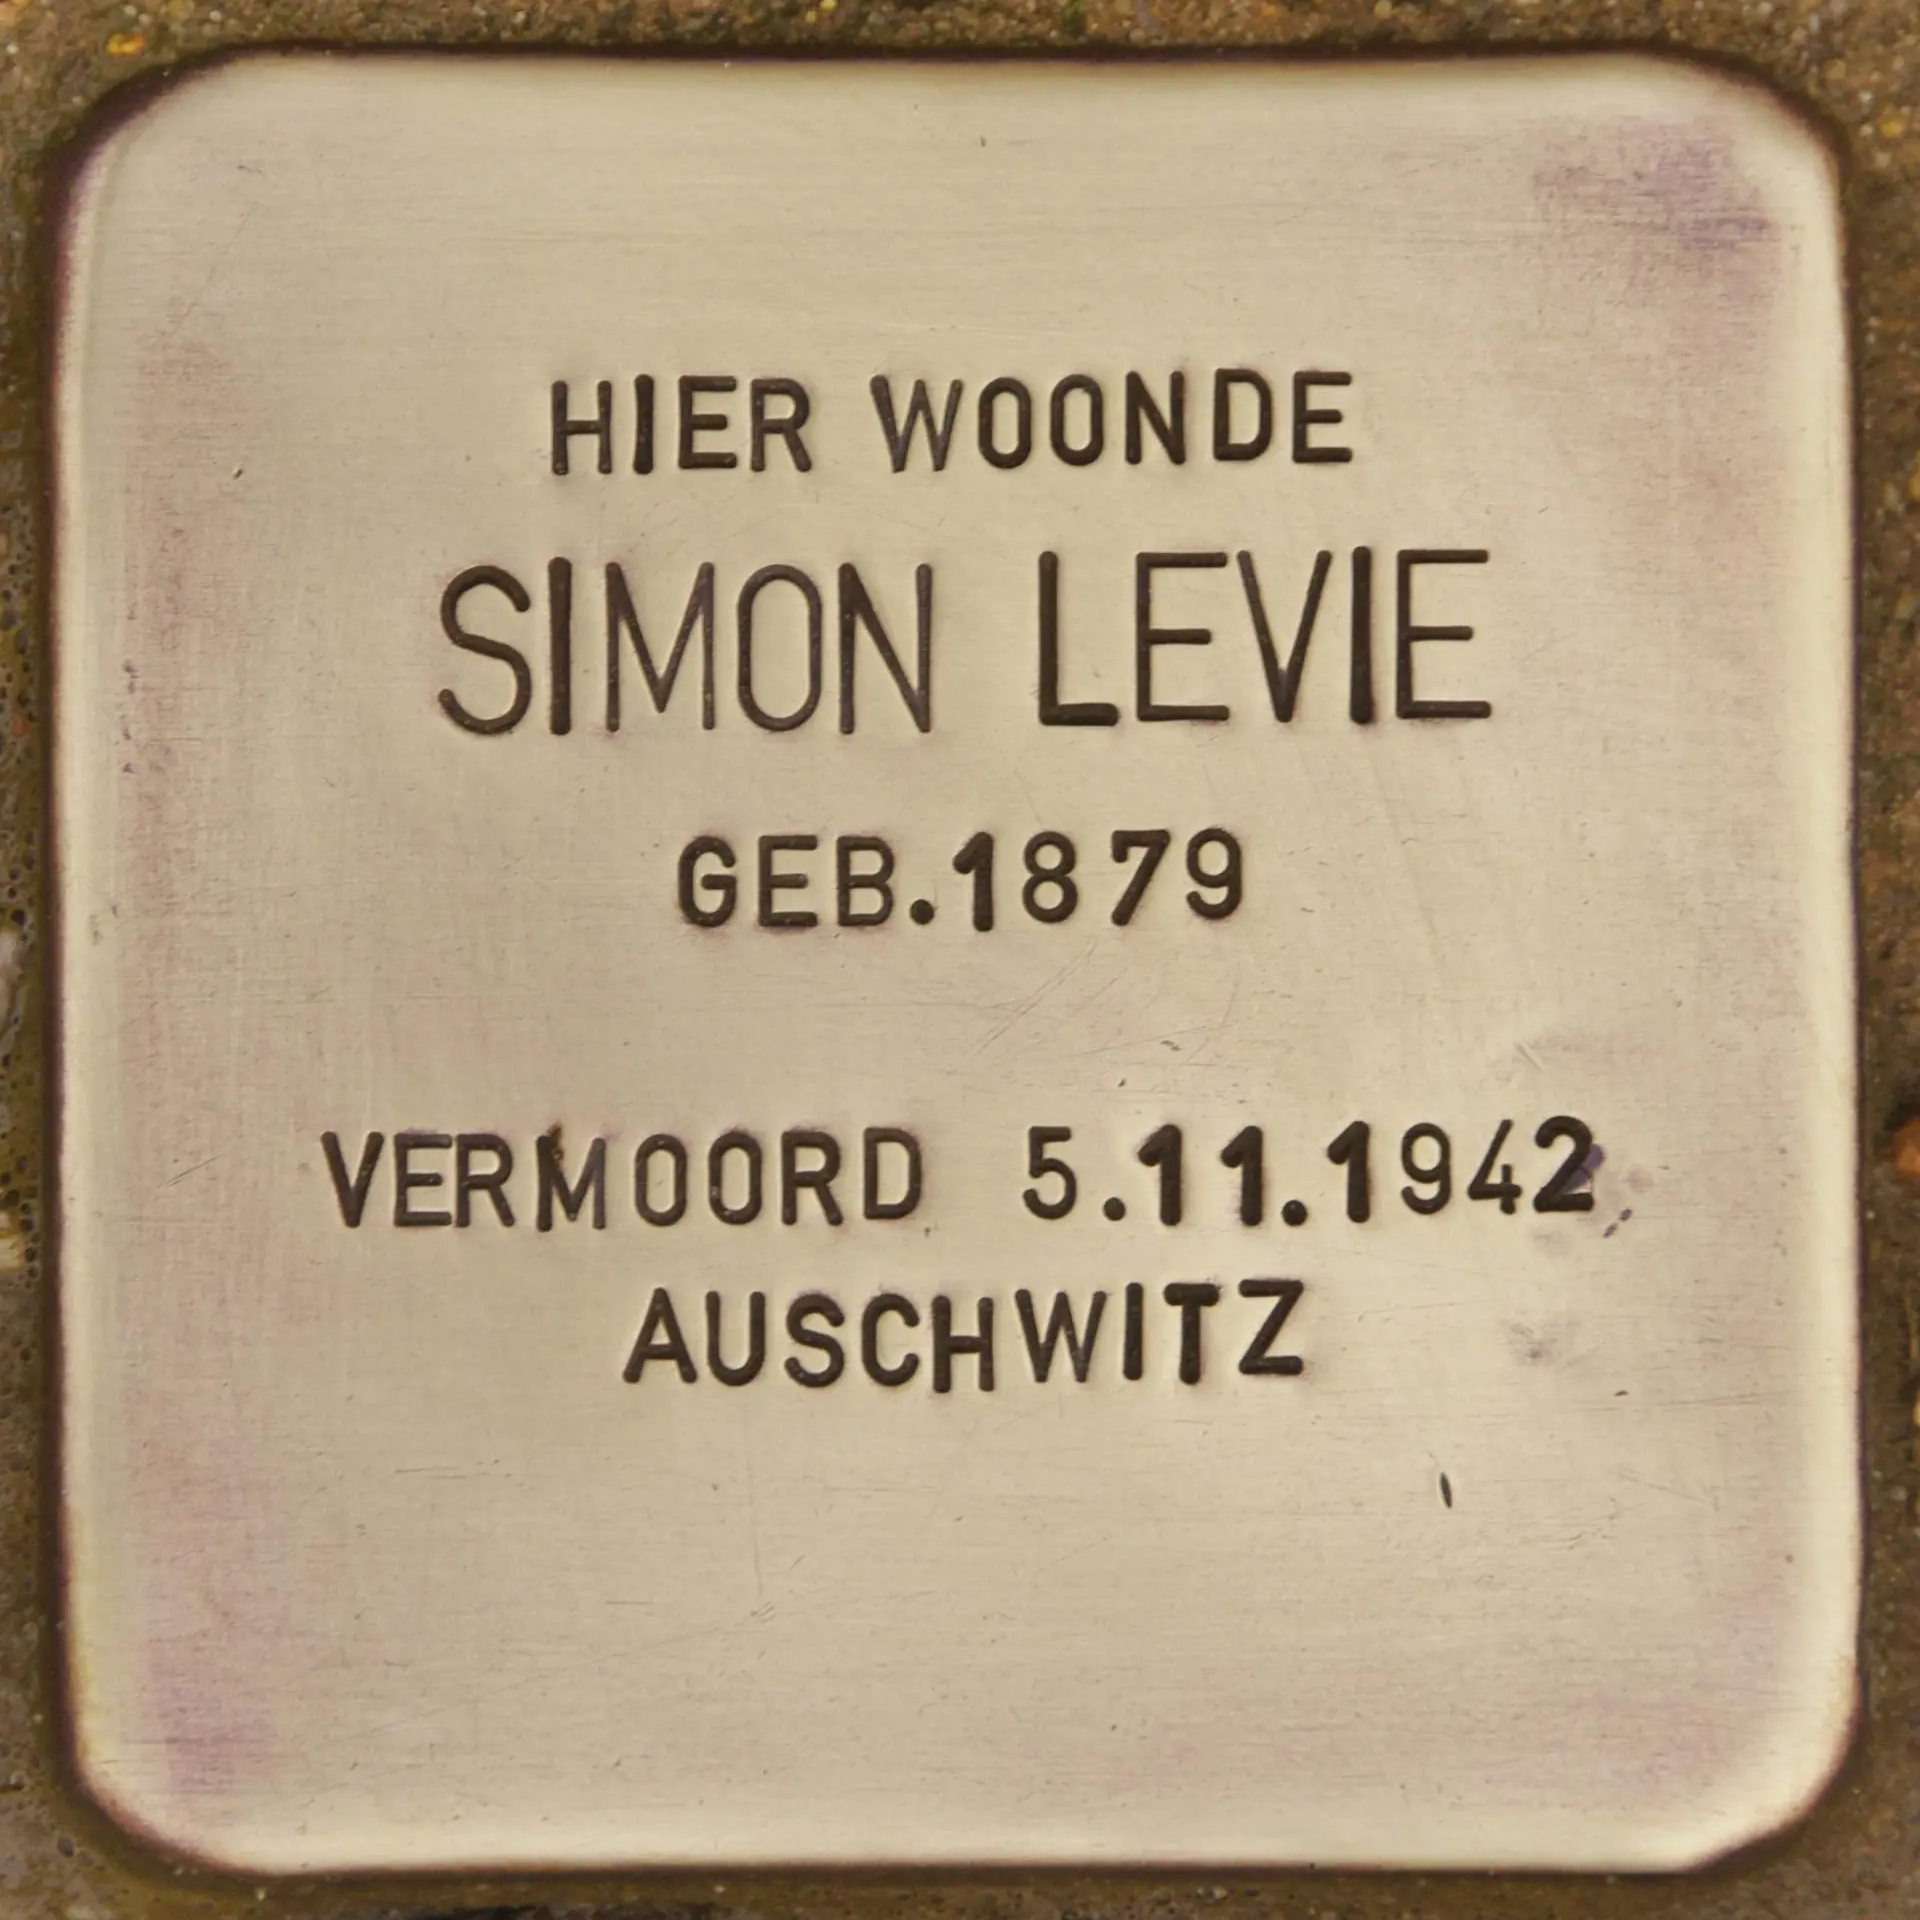 HIER WOONDE
SIMON LEVIE
GEB.1879
VERMOORD 5.11.1942
AUSCHWITZ